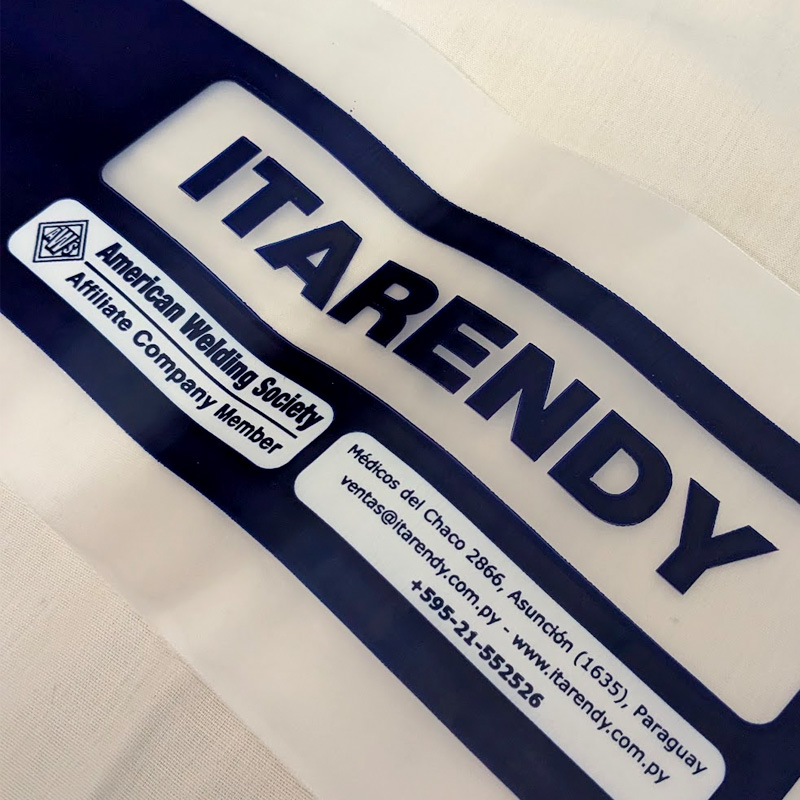 ITARENDY
AWS
American Welding Society
Affiliate Company Member
Médicos del Chaco 2866, Asunción (1635), Paraguay
ventas@itarendy.com.py - www.itarendy.com.py
+595-21-552526